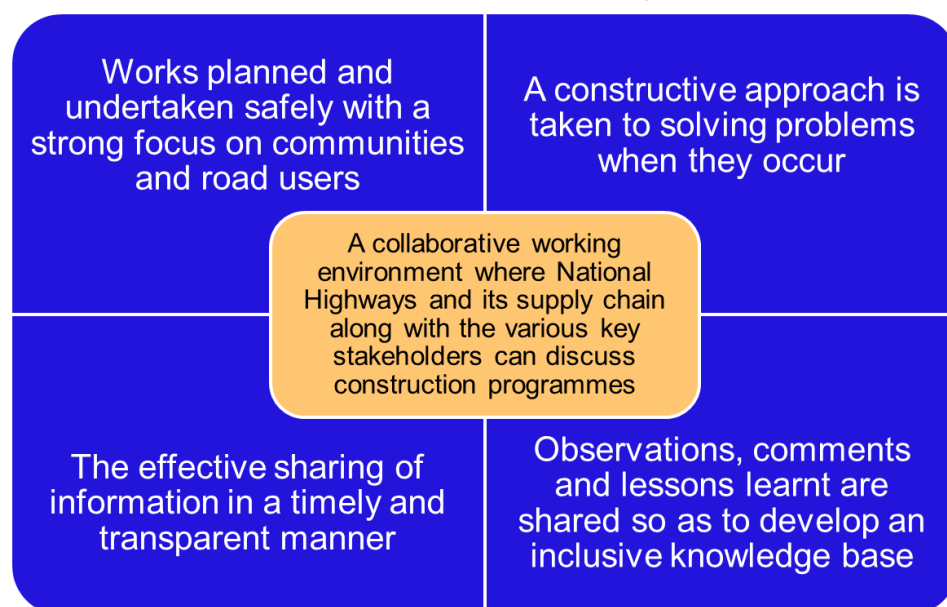 Works planned and
undertaken safely with a
strong focus on communities
and road users
A constructive approach is
taken to solving problems
when they occur
A collaborative working
environment where National
Highways and its supply chain
along with the various key
stakeholders can discuss
construction programmes
The effective sharing of
information in a timely and
transparent manner
Observations, comments
and lessons learnt are
shared so as to develop an
inclusive knowledge base